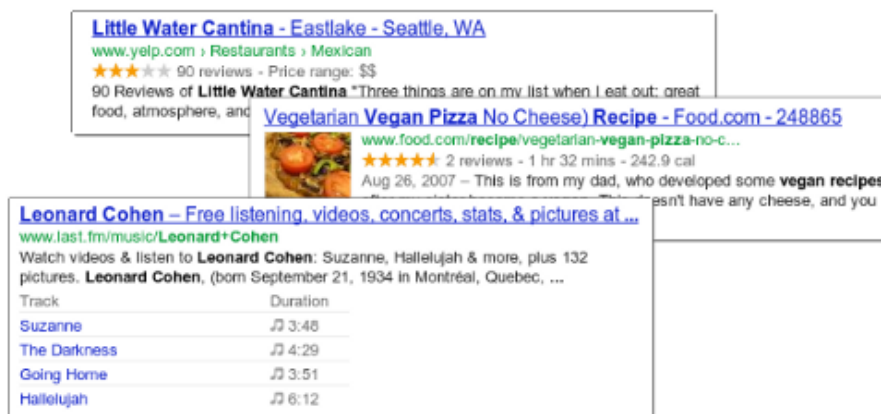 Little Water Cantina - Eastlake - Seattle, WA
www.yelp.com › Restaurants › Mexican
90 reviews - Price range: $$
90 Reviews of Little Water Cantina "Three things are on my list when I eat out: great
food, atmosphere, and
Vegetarian Vegan Pizza No Cheese) Recipe - Food.com - 248865
www.food.com/recipe/vegetarian-vegan-pizza-no-c...
2 reviews - 1 hr 32 mins - 242.9 cal
Aug 26, 2007 – This is from my dad, who developed some vegan recipes
doesn't have any cheese, and you
Leonard Cohen – Free listening, videos, concerts, stats, & pictures at ...
www.last.fm/music/Leonard+Cohen
Watch videos & listen to Leonard Cohen: Suzanne, Hallelujah & more, plus 132
pictures. Leonard Cohen, (born September 21, 1934 in Montréal, Quebec, ...
Track Duration
Suzanne 3:48
The Darkness 4:29
Going Home 3:51
Hallelujah 6:12